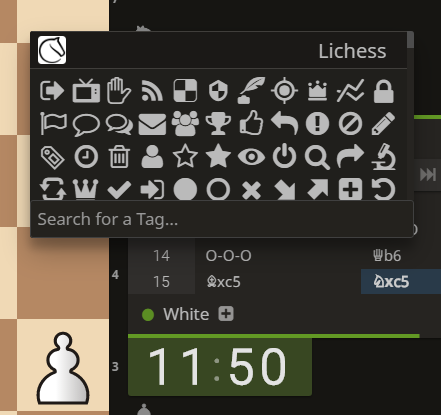 Lichess
Search for a Tag...
14 O-O-O ♕b6
15 ♗xc5 ♘xc5
4
White
11:50
3